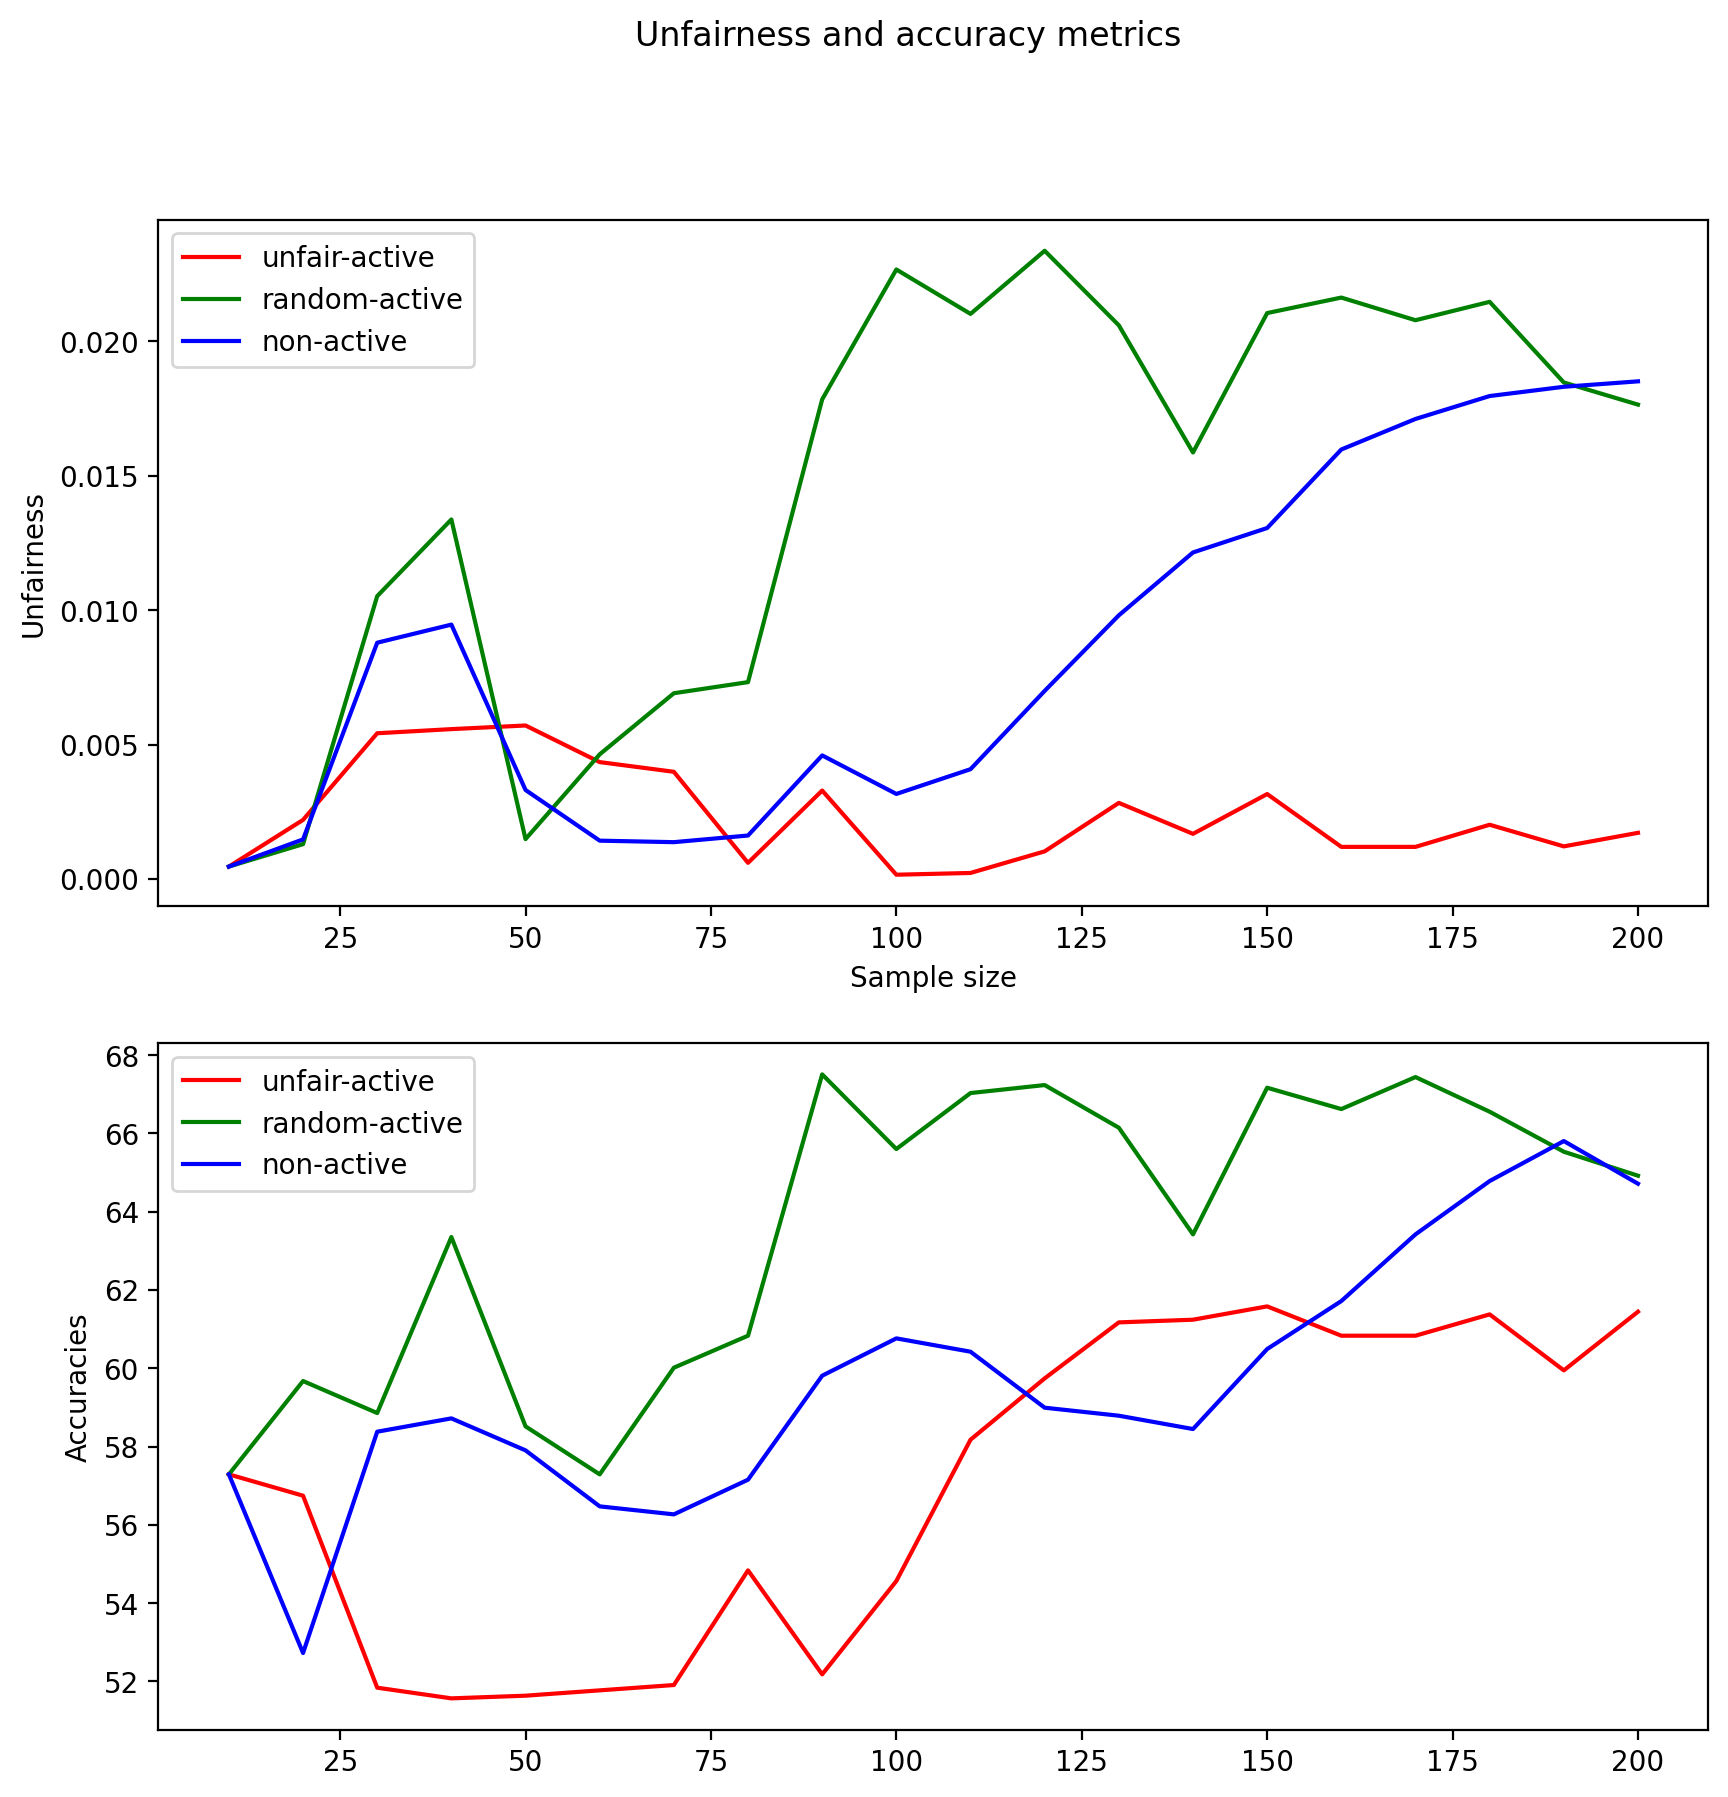 Unfairness and accuracy metrics
unfair-active
random-active
non-active
0.020
0.015
0.010
0.005
0.000
Unfairness
25 50 75 100 125 150 175 200
Sample size
unfair-active
random-active
non-active
68
66
64
62
60
58
56
54
52
Accuracies
25 50 75 100 125 150 175 200